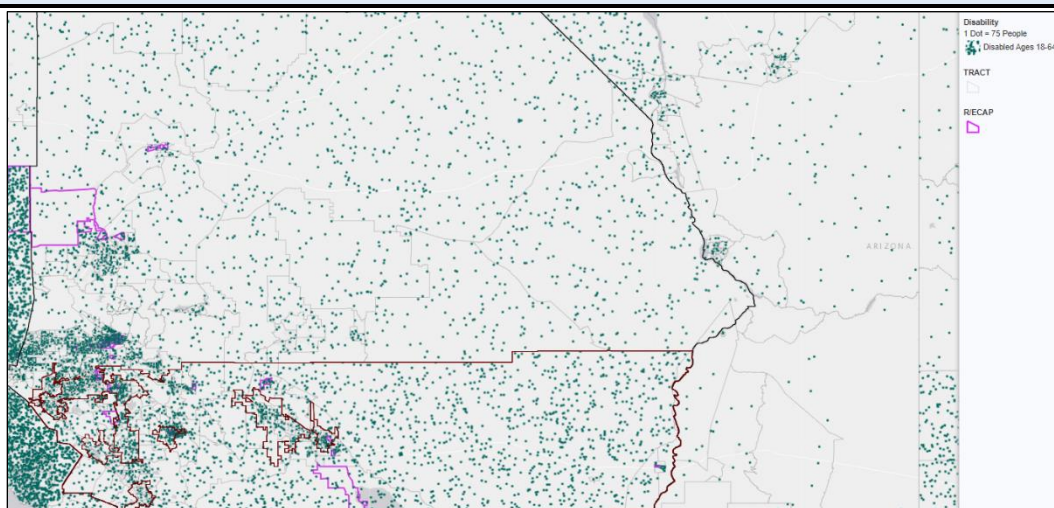 Disability
1 Dot = 75 People
Disabled Ages 18-64
TRACT
R/ECAP
ARIZONA